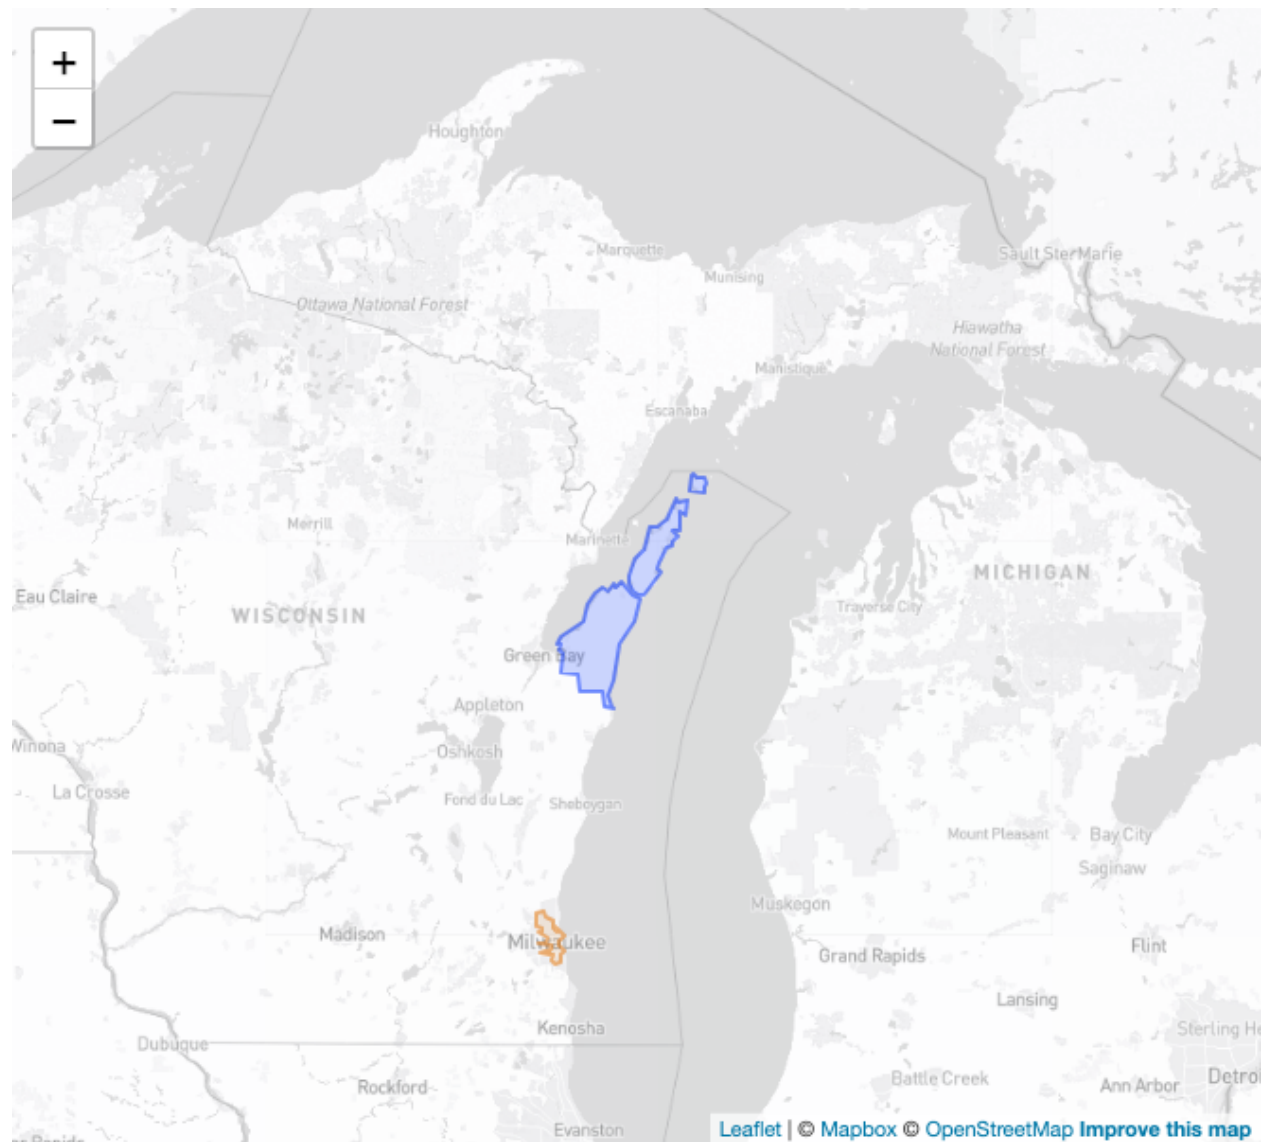 +
Houghton
−
Marquette
Sault Ste. Marie
Munising
Ottawa National Forest
Hiawatha
National Forest
Manistique
Escanaba
Merrill
Marinette
MICHIGAN
Eau Claire
WISCONSIN
Traverse City
Green Bay
Appleton
Winona
Oshkosh
La Crosse
Fond du Lac
Sheboygan
Mount Pleasant
Bay City
Saginaw
Muskegon
Madison
Milwaukee
Flint
Grand Rapids
Lansing
Kenosha
Sterling He
Dubuque
Rockford
Battle Creek
Ann Arbor
Detro
Evanston
Leaflet | © Mapbox © OpenStreetMap Improve this map